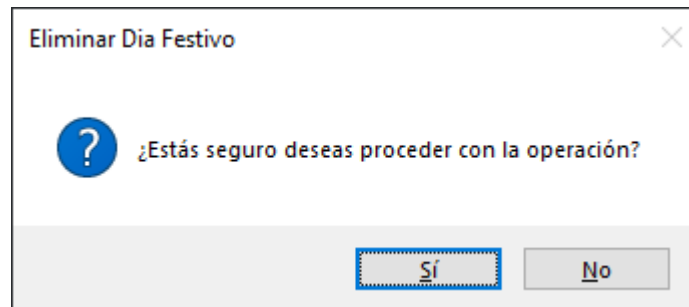 Eliminar Dia Festivo
¿Estás seguro deseas proceder con la operación?
Sí No